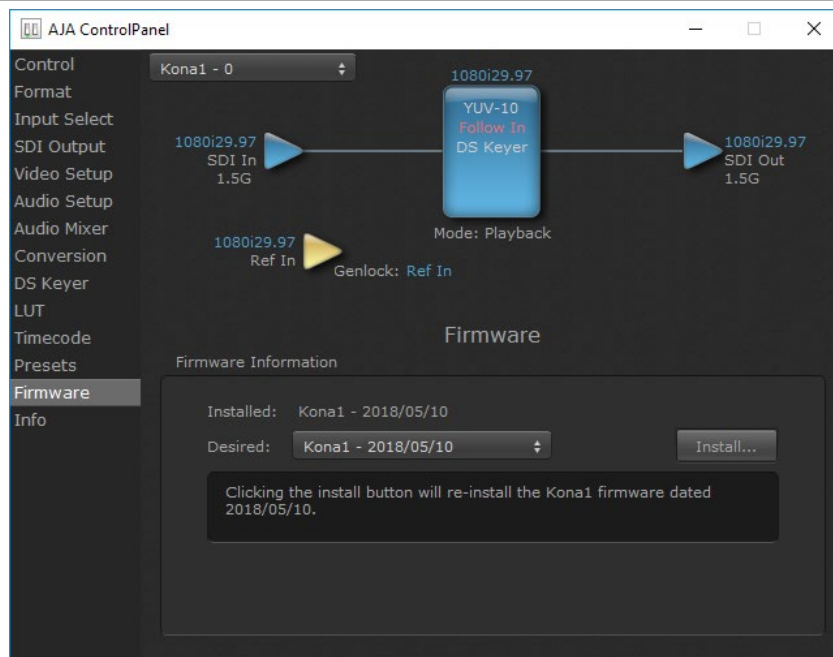 AJA ControlPanel
Control
Format
Input Select
SDI Output
Video Setup
Audio Setup
Audio Mixer
Conversion
DS Keyer
LUT
Timecode
Presets
Firmware
Info
Kona1 - 0
1080i29.97
YUV-10
Follow In
DS Keyer
Mode: Playback
1080i29.97
SDI In
1.5G
1080i29.97
SDI Out
1.5G
1080i29.97
Ref In
Genlock: Ref In
Firmware
Firmware Information
Installed: Kona1 - 2018/05/10
Desired: Kona1 - 2018/05/10
Install...
Clicking the install button will re-install the Kona1 firmware dated
2018/05/10.